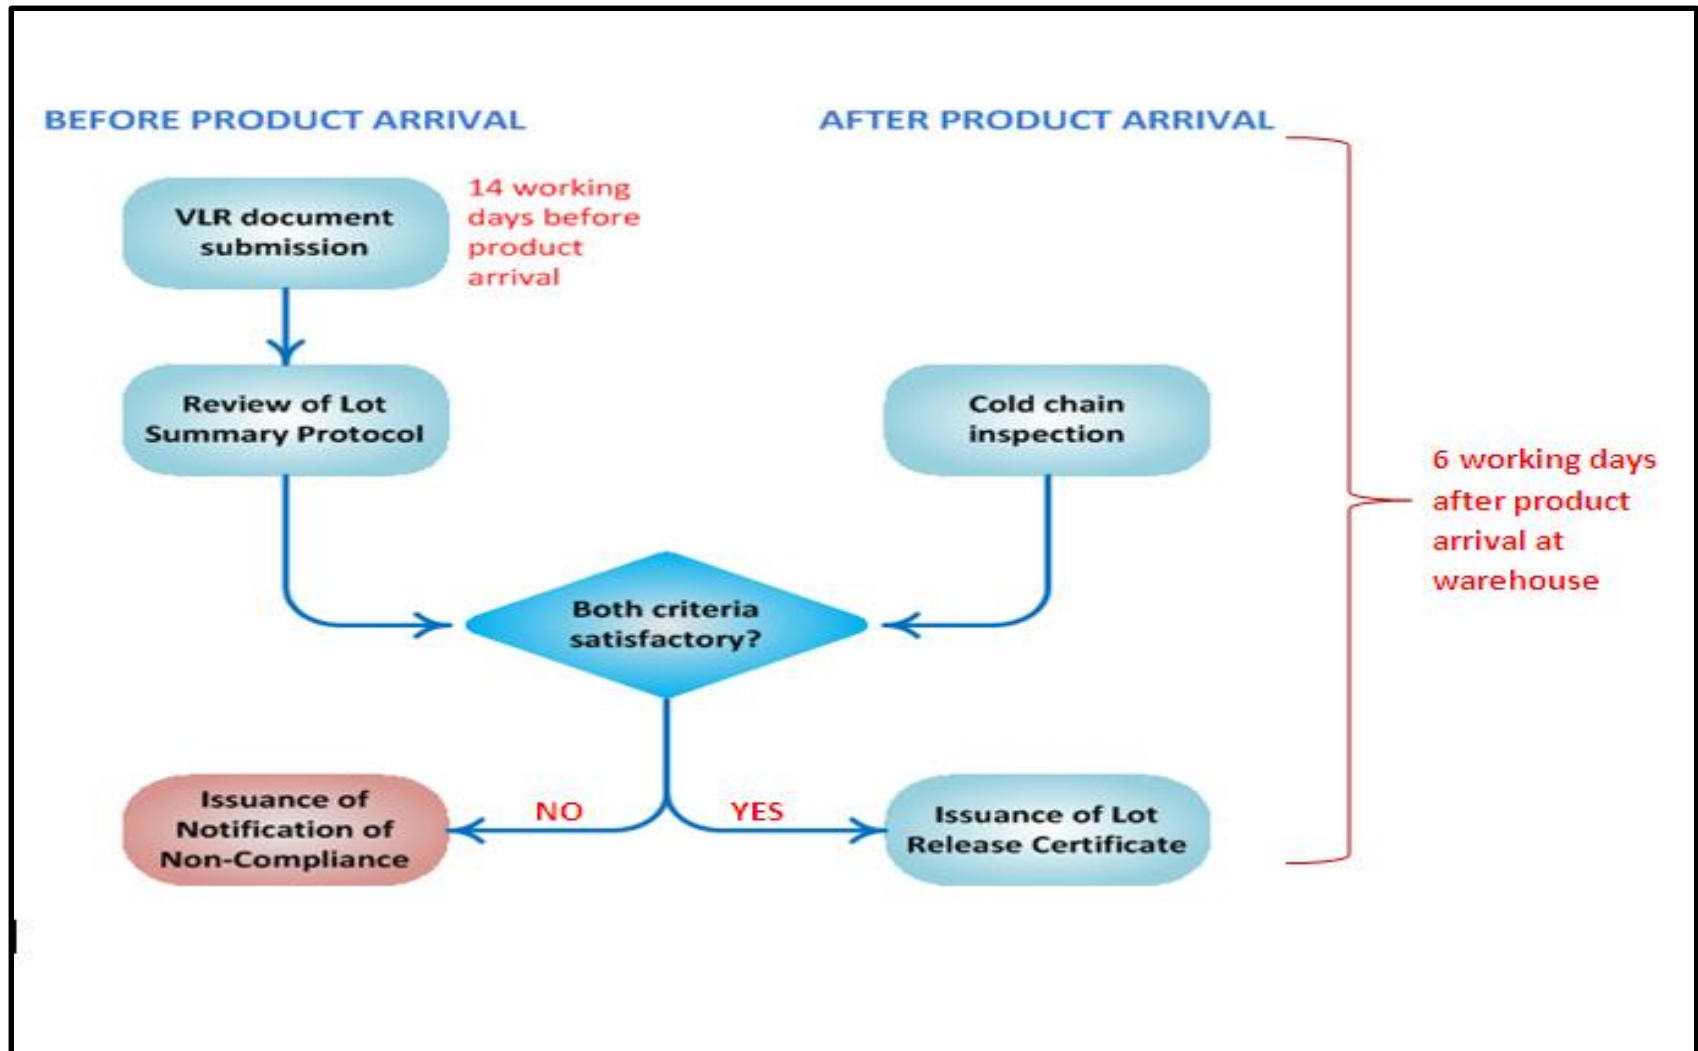 BEFORE PRODUCT ARRIVAL
AFTER PRODUCT ARRIVAL
VLR document
submission
14 working
days before
product
arrival
Review of Lot
Summary Protocol
Cold chain
inspection
6 working days
after product
arrival at
warehouse
Both criteria
satisfactory?
NO
YES
Issuance of
Notification of
Non-Compliance
Issuance of Lot
Release Certificate